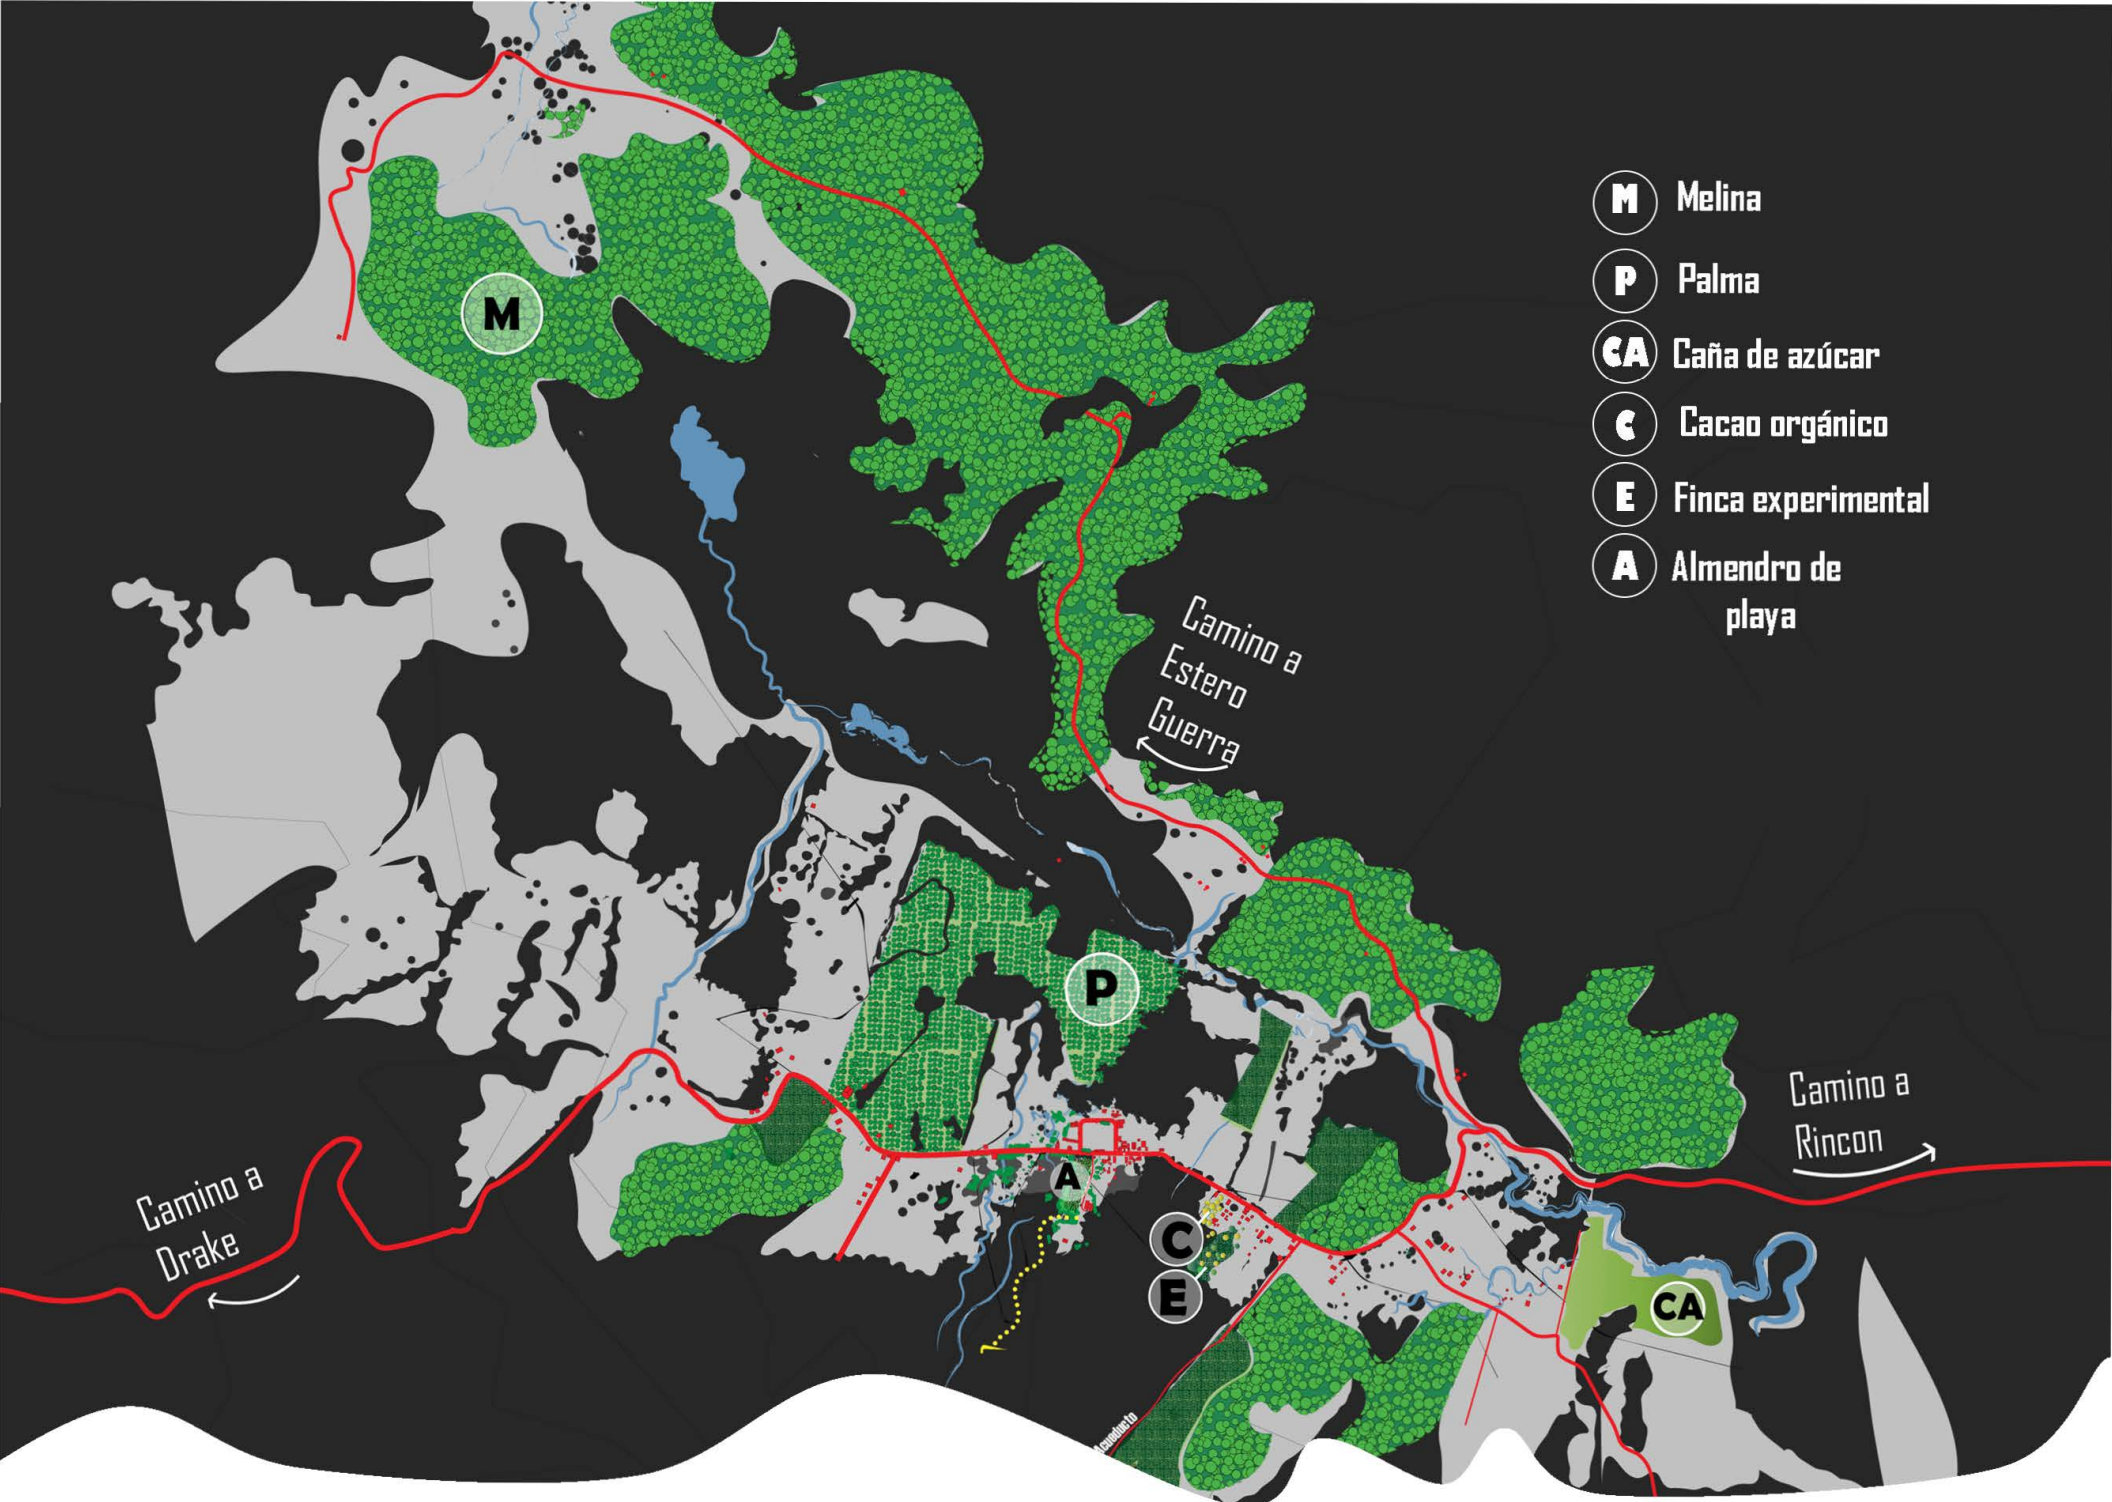 M Melina
P Palma
CA Caña de azúcar
C Cacao orgánico
E Finca experimental
A Almendro de
playa
M
Camino a
Estero
Guerra
P
Camino a
Rincon
A
Camino a
Drake
C
E
CA
Acueducto